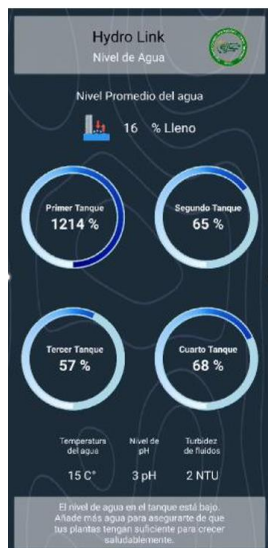 Hydro Link
Nivel de Agua
Nivel Promedio del agua
16 % Lleno
Primer Tanque
1214 %
Segundo Tanque
65 %
Tercer Tanque
57 %
Cuarto Tanque
68 %
Temperatura
del agua
15 C°
Nivel de
pH
3 pH
Turbidez
de fluidos
2 NTU
El nivel de agua en el tanque está bajo.
Añade más agua para asegurarte de que
tus plantas tengan suficiente para crecer
saludablemente.